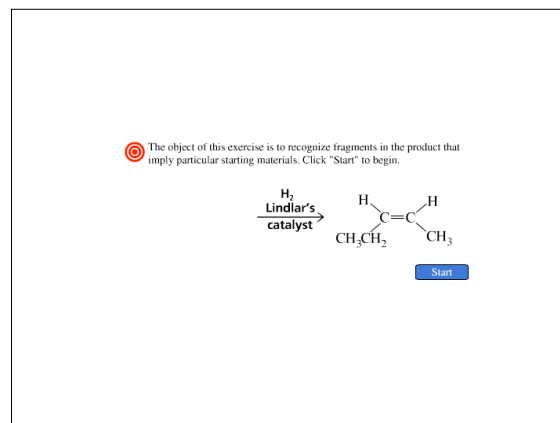 The object of this exercise is to recognize fragments in the product that
imply particular starting materials. Click "Start" to begin.
H₂
Lindlar's
catalyst
H H
C=C
CH₃CH₂ CH₃
Start